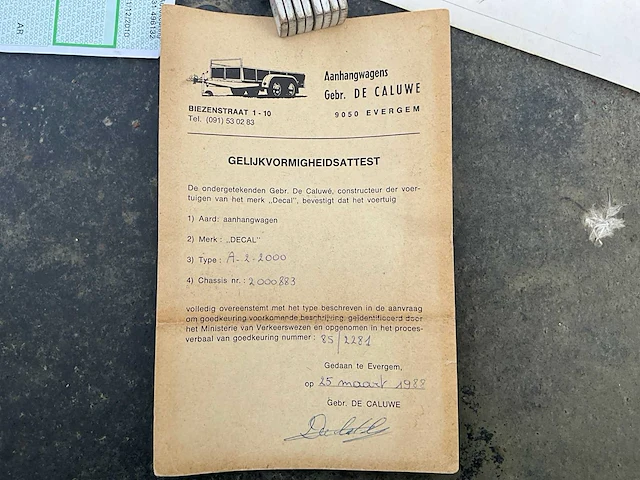 Aanhangwagens
Gebr. DE CALUWE
BIEZENSTRAAT 1 - 10
Tel. (091) 53 02 83
9050 EVERGEM
GELIJKVORMIGHEIDSATTEST
De ondergetekenden Gebr. De Caluwé, constructeur der voer-
tuigen van het merk „Decal", bevestigt dat het voertuig
1) Aard: aanhangwagen
2) Merk : „DECAL"
3) Type : A-2-2000
4) Chassis nr. : 2000883
volledig overeenstemt met het type beschreven in de aanvraag
om goedkeuring voorkomende beschrijving, geïdentificeerd door
het Ministerie van Verkeerswezen en opgenomen in het proces-
verbaal van goedkeuring nummer : 85/2281
Gedaan te Evergem,
op 25 maart 1988
Gebr. DE CALUWE
AR